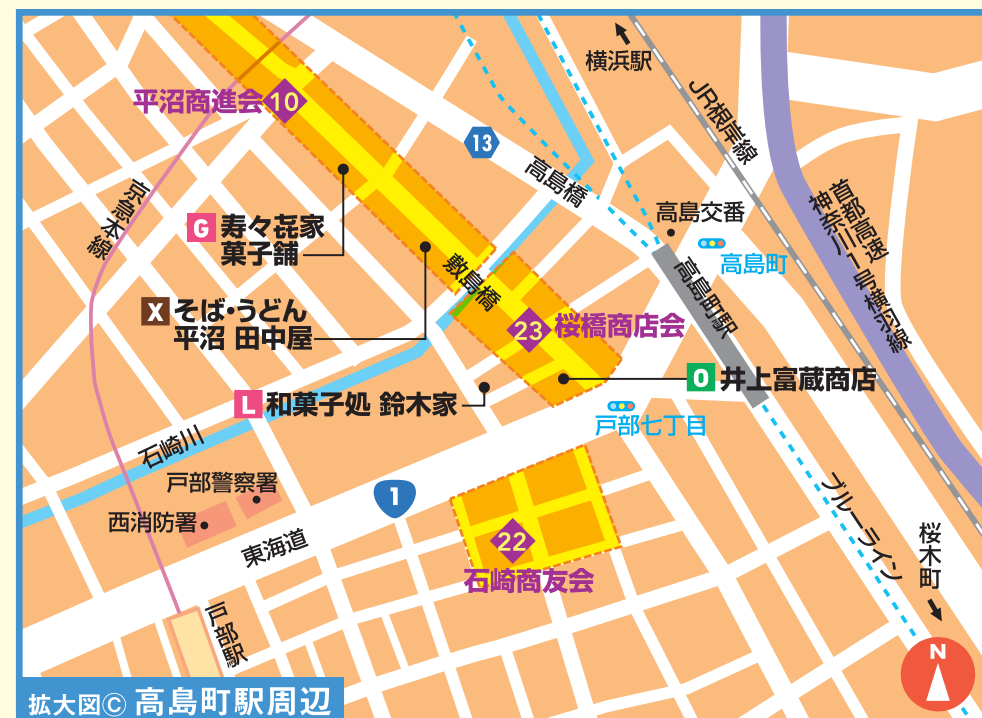 横浜駅
平沼商進会
10
JR根岸線
13
高島橋
京急本線
首都高速
神奈川1号横羽線
G 寿々㐂家
菓子舗
高島交番
高島町
敷島橋
高島町駅
X そば・うどん
平沼 田中屋
23
桜橋商店会
O 井上富蔵商店
L 和菓子処 鈴木家
戸部七丁目
石崎川
戸部警察署
1
西消防署
東海道
ブルーライン
桜木町
22
石崎商友会
戸部駅
N
拡大図Ⓒ 高島町駅周辺